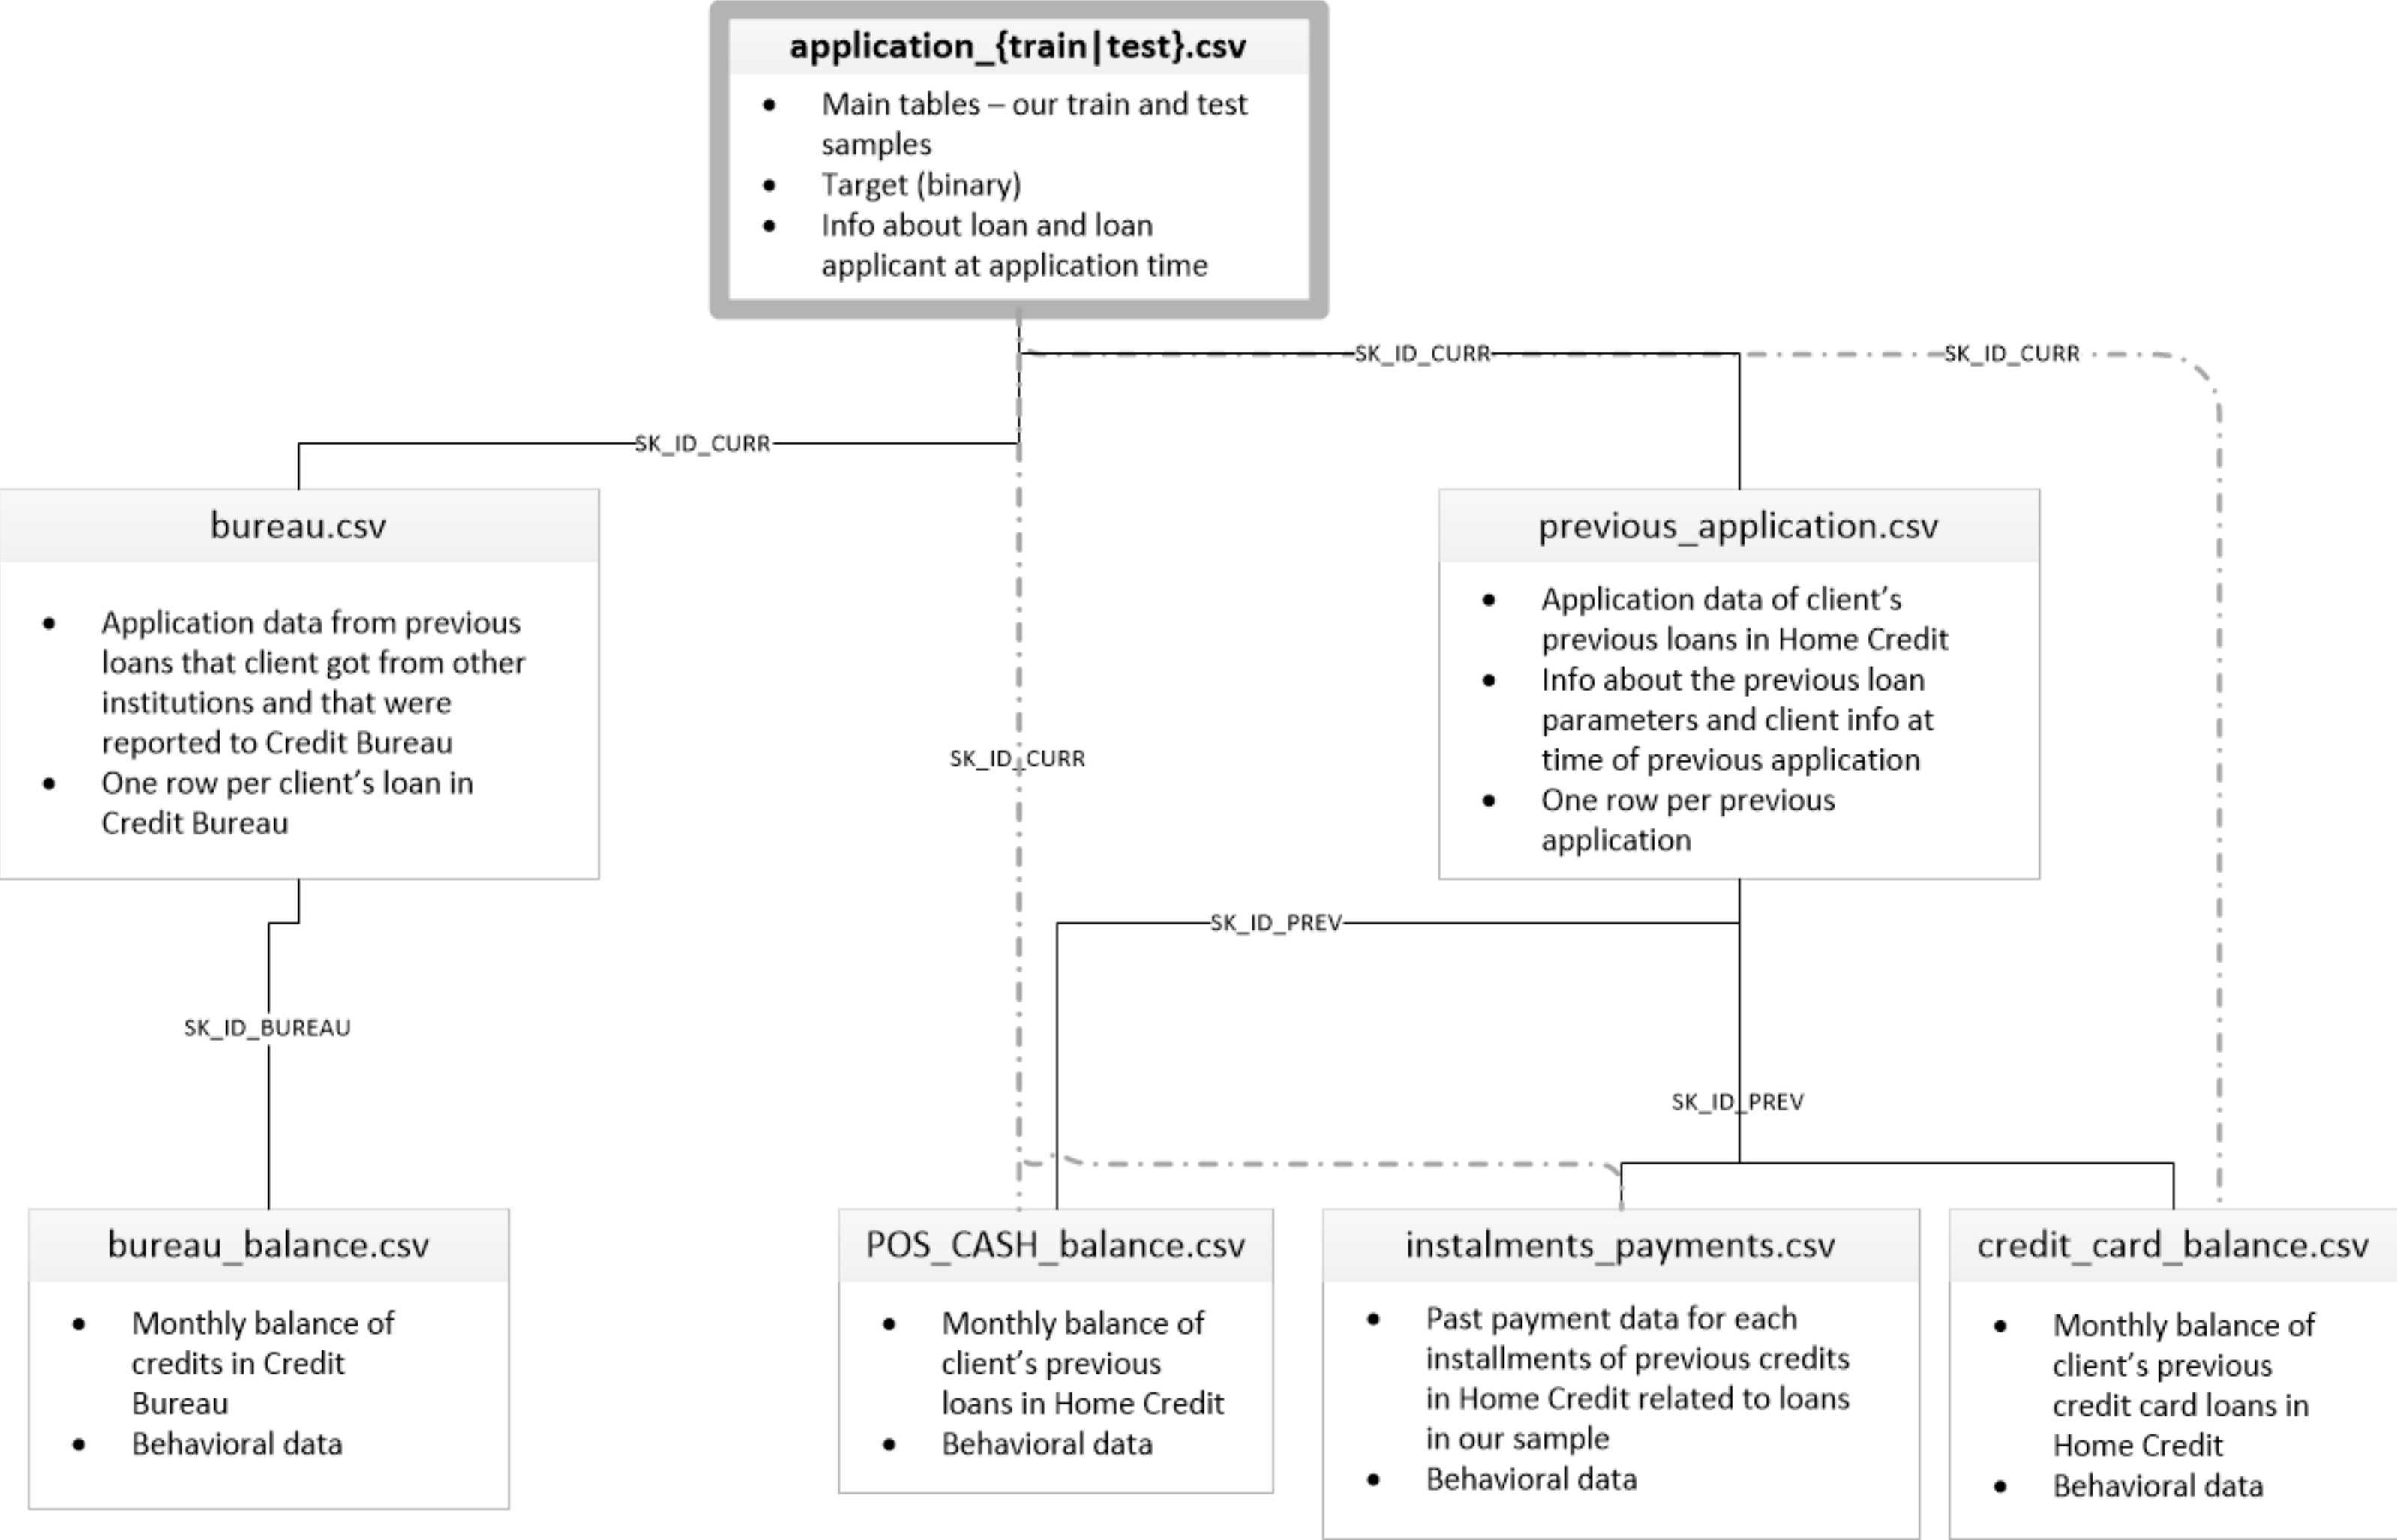 application_{train|test}.csv
• Main tables – our train and test
samples
• Target (binary)
• Info about loan and loan
applicant at application time
SK_ID_CURR
SK_ID_CURR
SK_ID_CURR
bureau.csv
• Application data from previous
loans that client got from other
institutions and that were
reported to Credit Bureau
• One row per client’s loan in
Credit Bureau
previous_application.csv
• Application data of client’s
previous loans in Home Credit
• Info about the previous loan
parameters and client info at
time of previous application
• One row per previous
application
SK_ID_CURR
SK_ID_PREV
SK_ID_BUREAU
SK_ID_PREV
bureau_balance.csv
• Monthly balance of
credits in Credit
Bureau
• Behavioral data
POS_CASH_balance.csv
• Monthly balance of
client’s previous
loans in Home Credit
• Behavioral data
instalments_payments.csv
• Past payment data for each
installments of previous credits
in Home Credit related to loans
in our sample
• Behavioral data
credit_card_balance.csv
• Monthly balance of
client’s previous
credit card loans in
Home Credit
• Behavioral data